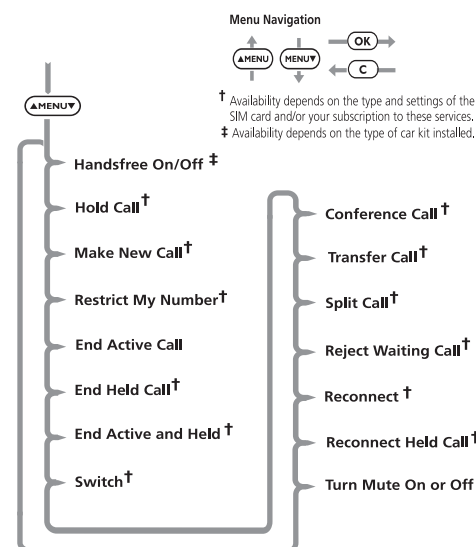 Menu Navigation
▲MENU MENU▼ OK
C
† Availability depends on the type and settings of the
SIM card and/or your subscription to these services.
‡ Availability depends on the type of car kit installed.
▲MENU▼
Handsfree On/Off ‡
Hold Call†
Make New Call†
Restrict My Number†
End Active Call
End Held Call†
End Active and Held †
Switch†
Conference Call †
Transfer Call†
Split Call†
Reject Waiting Call†
Reconnect †
Reconnect Held Call†
Turn Mute On or Off